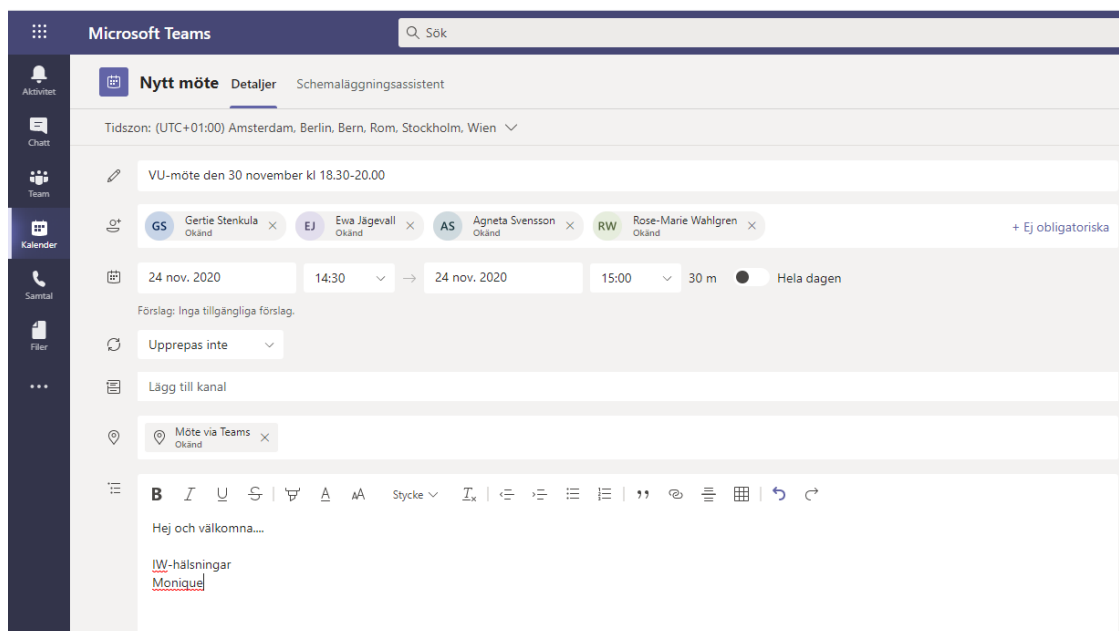 Microsoft Teams
Sök
Aktivitet
Chatt
Team
Kalender
Samtal
Filer
Nytt möte Detaljer Schemaläggningsassistent
Tidszon: (UTC+01:00) Amsterdam, Berlin, Bern, Rom, Stockholm, Wien
VU-möte den 30 november kl 18.30-20.00
GS Gertie Stenkula Okänd
EJ Ewa Jägevall Okänd
AS Agneta Svensson Okänd
RW Rose-Marie Wahlgren Okänd
+ Ej obligatoriska
24 nov. 2020 14:30 → 24 nov. 2020 15:00 30 m Hela dagen
Förslag: Inga tillgängliga förslag.
Upprepas inte
Lägg till kanal
Möte via Teams
Okänd
B I U S A AA Stycke Tx
Hej och välkomna....
IW-hälsningar
Monique